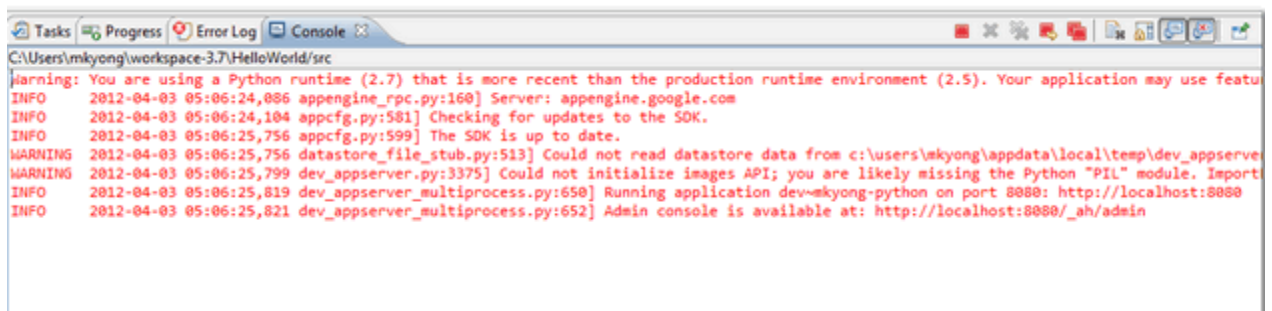 Tasks Progress Error Log Console
C:\Users\mkyong\workspace-3.7\HelloWorld/src
Warning: You are using a Python runtime (2.7) that is more recent than the production runtime environment (2.5). Your application may use featu
INFO 2012-04-03 05:06:24,086 appengine_rpc.py:160] Server: appengine.google.com
INFO 2012-04-03 05:06:24,104 appcfg.py:581] Checking for updates to the SDK.
INFO 2012-04-03 05:06:25,756 appcfg.py:599] The SDK is up to date.
WARNING 2012-04-03 05:06:25,756 datastore_file_stub.py:513] Could not read datastore data from c:\users\mkyong\appdata\local\temp\dev_appserve
WARNING 2012-04-03 05:06:25,799 dev_appserver.py:3375] Could not initialize images API; you are likely missing the Python "PIL" module. Import
INFO 2012-04-03 05:06:25,819 dev_appserver_multiprocess.py:650] Running application dev~mkyong-python on port 8080: http://localhost:8080
INFO 2012-04-03 05:06:25,821 dev_appserver_multiprocess.py:652] Admin console is available at: http://localhost:8080/_ah/admin